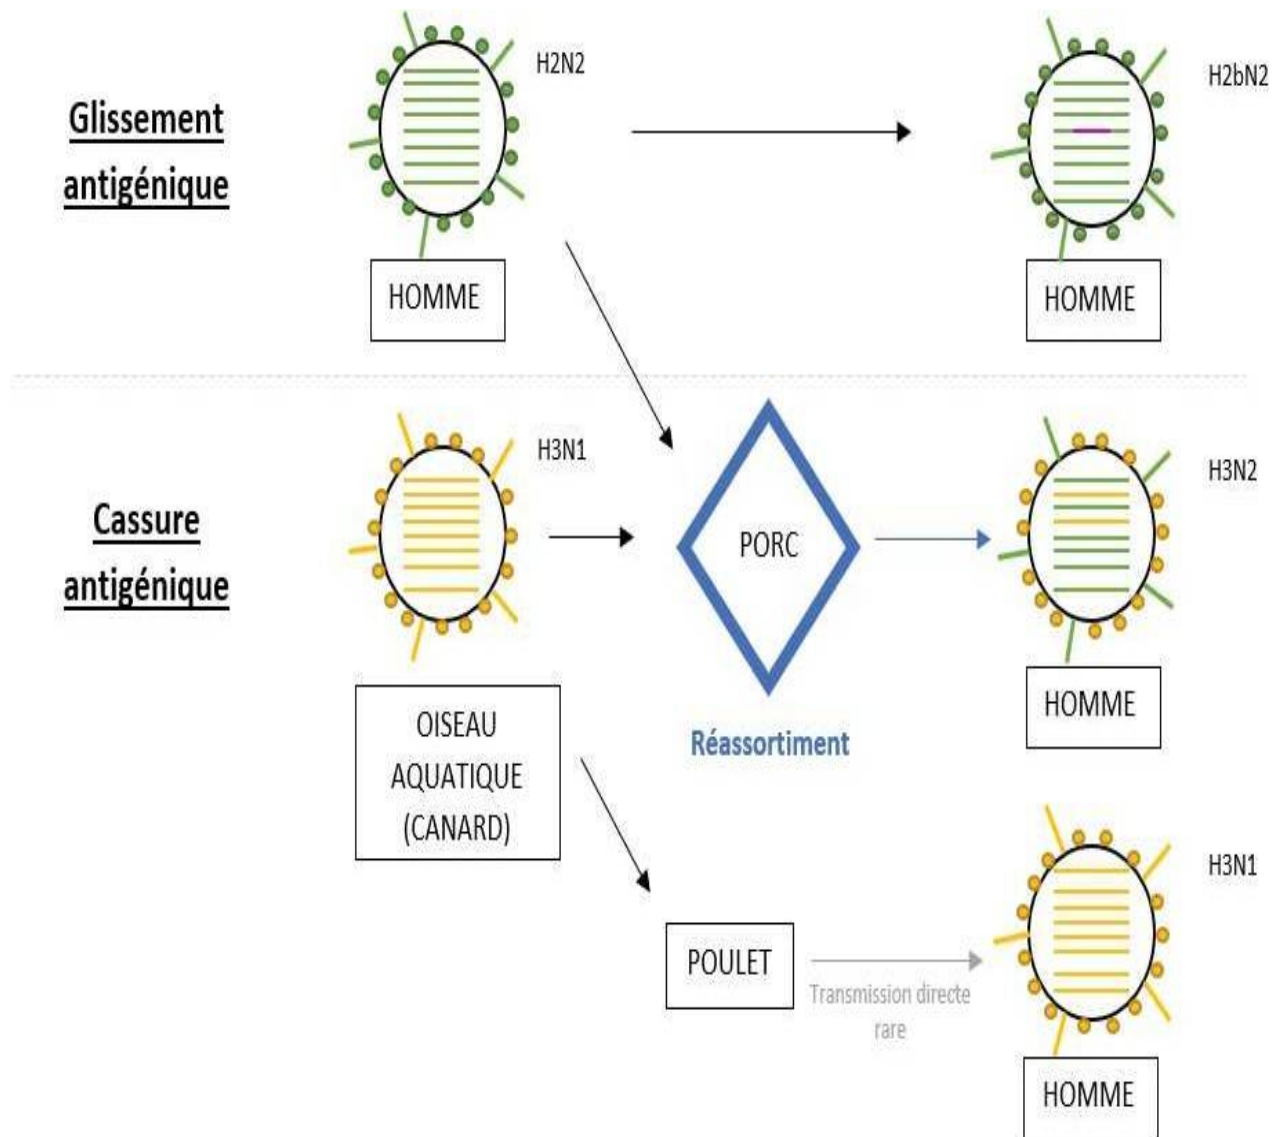 Glissement
antigénique
H2N2
HOMME
H2bN2
HOMME
Cassure
antigénique
H3N1
OISEAU
AQUATIQUE
(CANARD)
PORC
Réassortiment
H3N2
HOMME
POULET
Transmission directe
rare
H3N1
HOMME